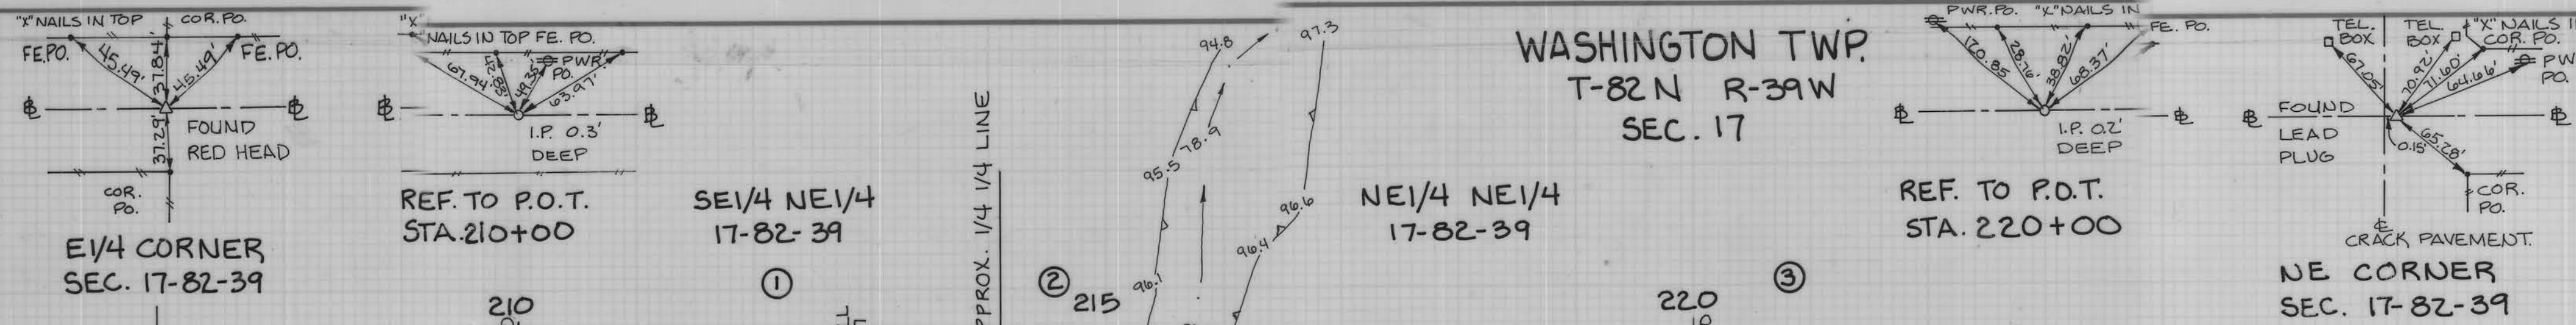 "X" NAILS IN TOP COR. PO.
FE.PO. 45.49' 37.84' 45.49' FE. PO.
37.29'
FOUND
RED HEAD
COR.
PO.
E1/4 CORNER
SEC. 17-82-39
"X"
NAILS IN TOP FE. PO.
67.94' 49.35' PWR
PO.
63.97'
I.P. 0.3'
DEEP
REF. TO P.O.T.
STA. 210+00
210
SE1/4 NE1/4
17-82-39
1
APPROX. 1/4 1/4 LINE
2
215
94.8
97.3
78.9
95.5
96.6
96.4
96.1
WASHINGTON TWP.
T-82N R-39W
SEC. 17
NE1/4 NE1/4
17-82-39
220
3
PWR. PO. "X" NAILS IN
FE. PO.
120.85 28.76' 38.82' 68.37'
I.P. 0.2'
DEEP
REF. TO P.O.T.
STA. 220+00
TEL.
BOX
TEL.
BOX
"X" NAILS I
COR. PO.
PW
PO.
67.05' 70.92' 71.60' 64.66'
FOUND
LEAD
PLUG
0.15'
65.28'
COR.
PO.
CRACK PAVEMENT.
NE CORNER
SEC. 17-82-39